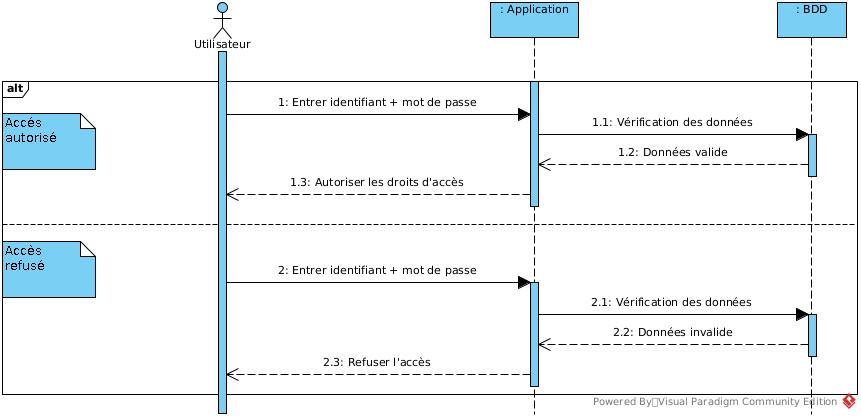 : Application
: BDD
Utilisateur
alt
1: Entrer identifiant + mot de passe
Accés
autorisé
1.1: Vérification des données
1.2: Données valide
1.3: Autoriser les droits d'accès
Accès
refusé
2: Entrer identifiant + mot de passe
2.1: Vérification des données
2.2: Données invalide
2.3: Refuser l'accès
Powered By Visual Paradigm Community Edition